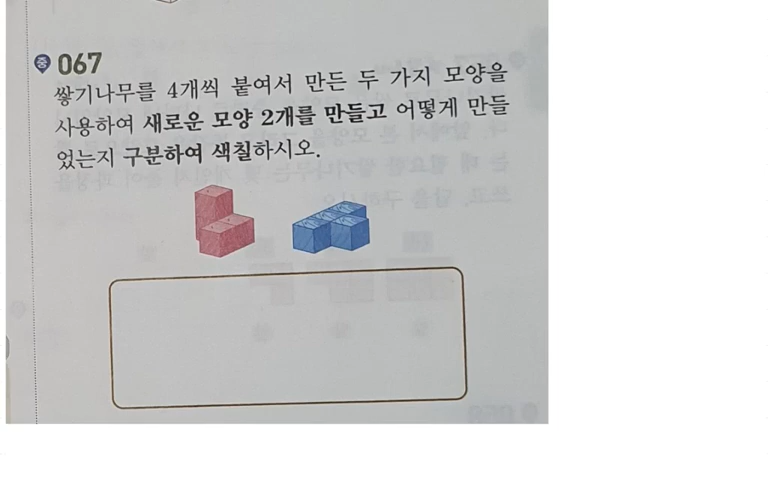 중 067
쌓기나무를 4개씩 붙여서 만든 두 가지 모양을
사용하여 새로운 모양 2개를 만들고 어떻게 만들
었는지 구분하여 색칠하시오.